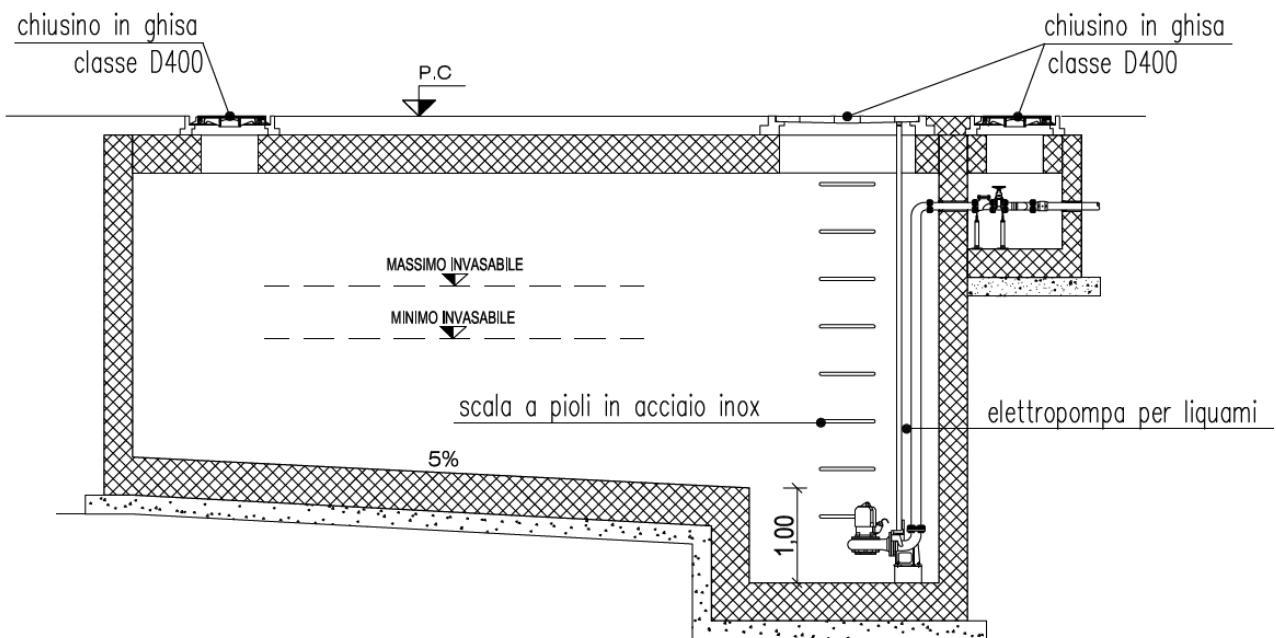 chiusino in ghisa
classe D400
P.C
chiusino in ghisa
classe D400
MASSIMO INVASABILE
MINIMO INVASABILE
scala a pioli in acciaio inox
elettropompa per liquami
5%
1,00